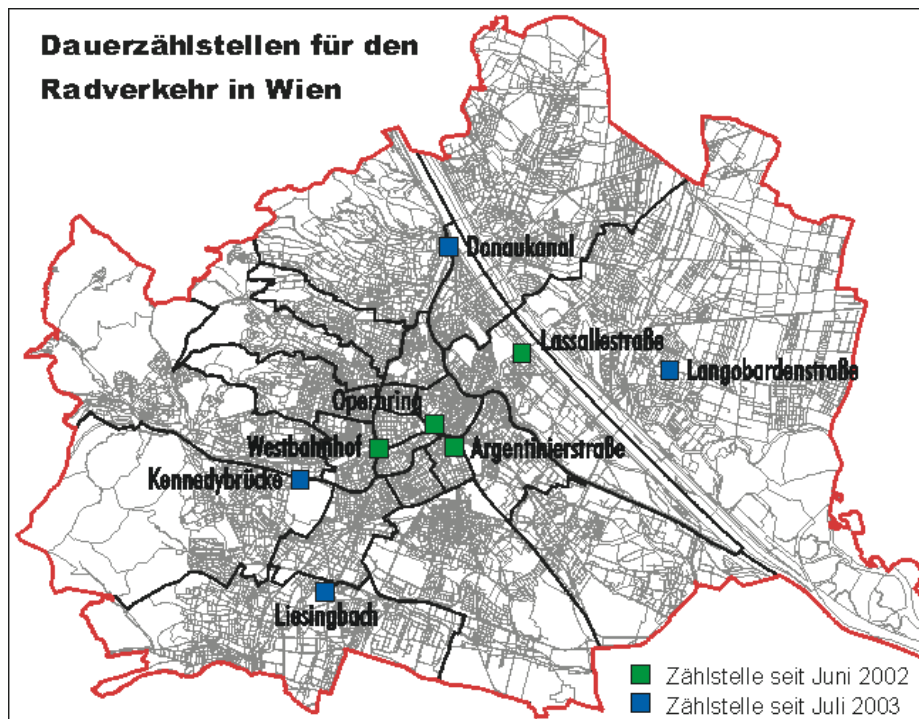 Dauerzählstellen für den
Radverkehr in Wien
Donaukanal
Lassallestraße
Langobardenstraße
Opernring
Westbahnhof
Argentinierstraße
Kennedybrücke
Liesingbach
Zählstelle seit Juni 2002
Zählstelle seit Juli 2003